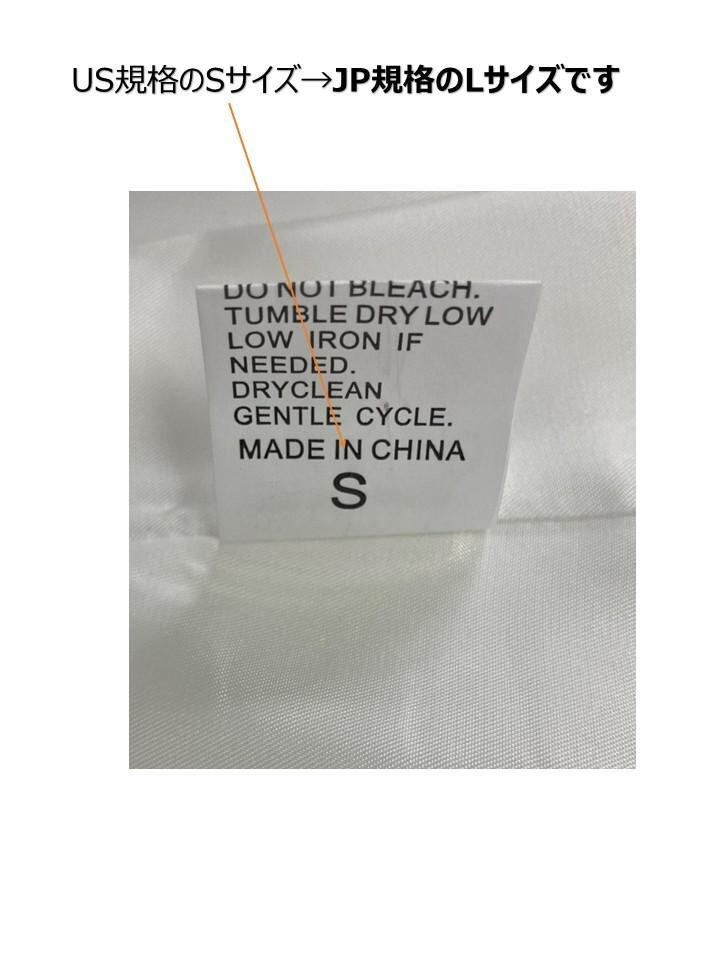 US規格のSサイズ→JP規格のLサイズです
DO NOT BLEACH.
TUMBLE DRY LOW
LOW IRON IF
NEEDED.
DRYCLEAN
GENTLE CYCLE.
MADE IN CHINA
S